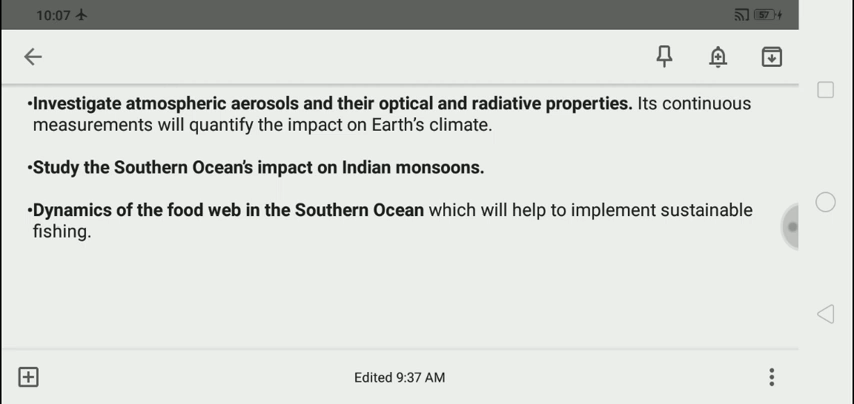 10:07
57
•Investigate atmospheric aerosols and their optical and radiative properties. Its continuous
measurements will quantify the impact on Earth’s climate.
•Study the Southern Ocean’s impact on Indian monsoons.
•Dynamics of the food web in the Southern Ocean which will help to implement sustainable
fishing.
Edited 9:37 AM